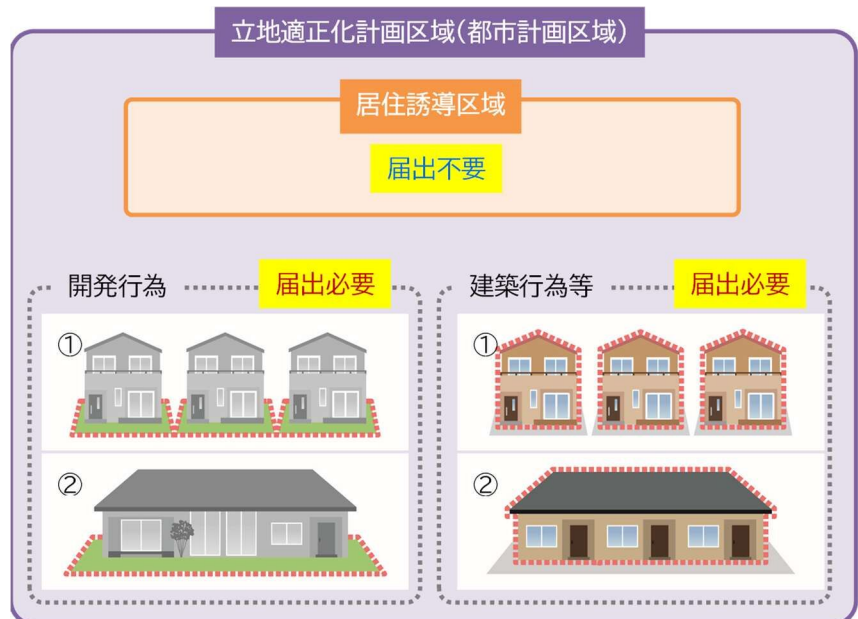 立地適正化計画区域(都市計画区域)
居住誘導区域
届出不要
開発行為
届出必要
①
②
建築行為等
届出必要
①
②